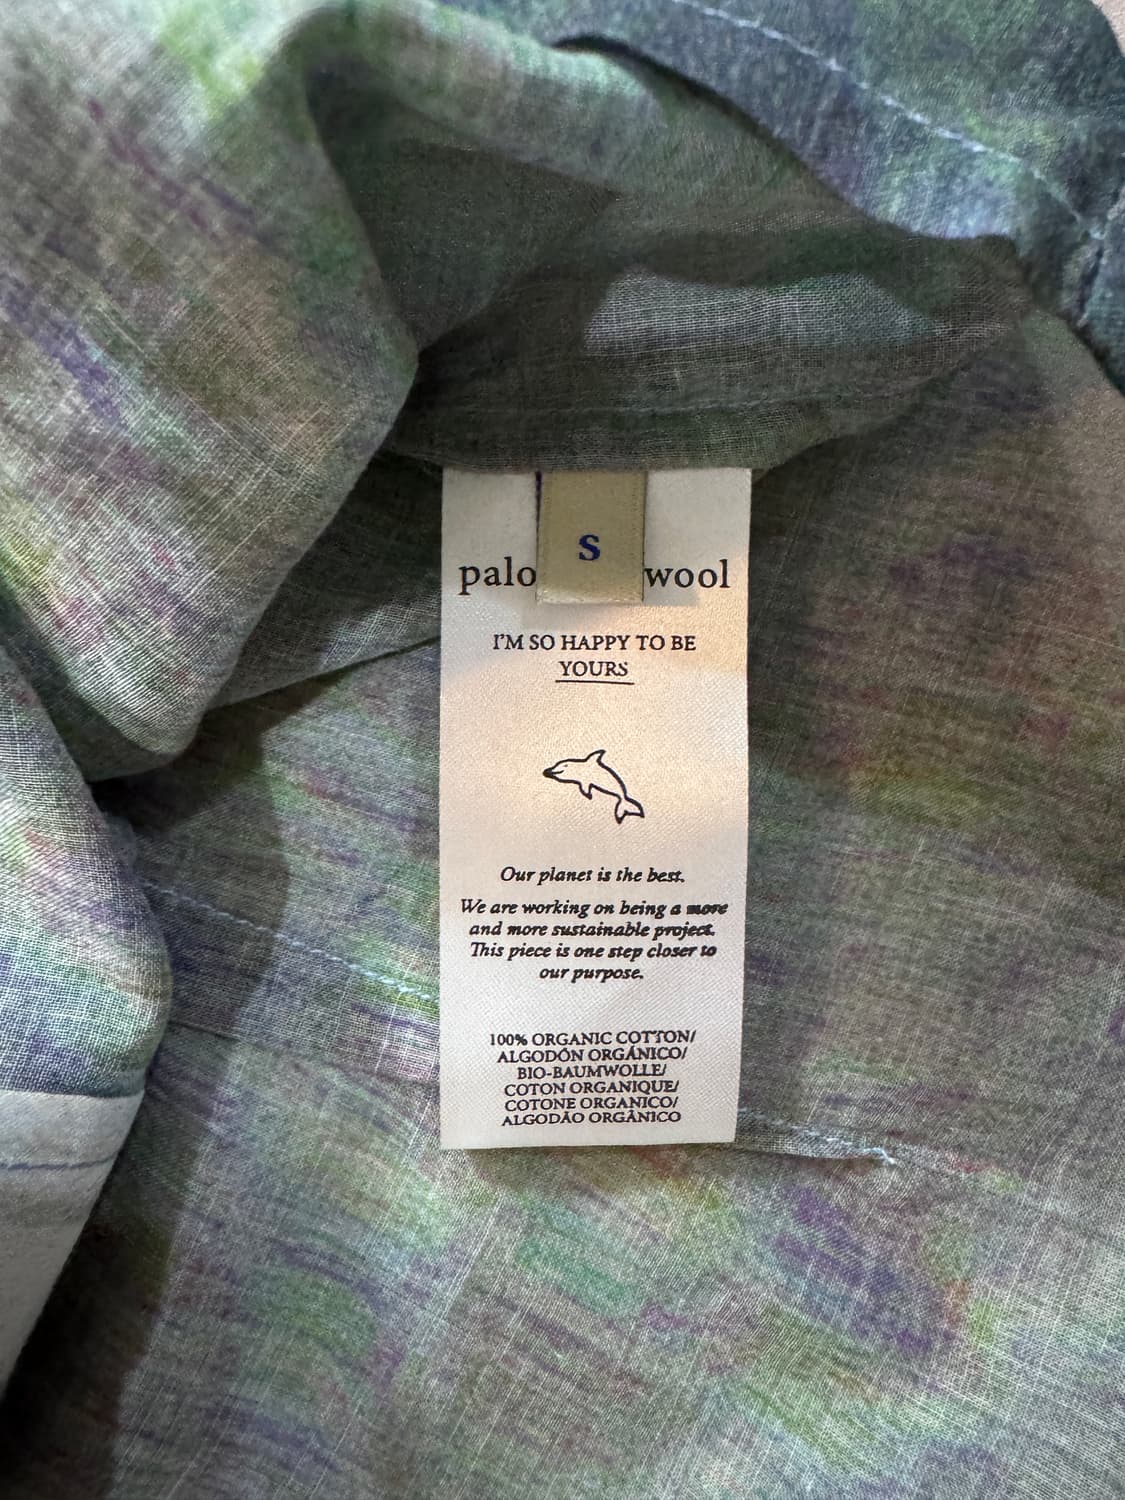 S
palo wool
I'M SO HAPPY TO BE
YOURS
Our planet is the best.
We are working on being a more
and more sustainable project.
This piece is one step closer to
our purpose.
100% ORGANIC COTTON/
ALGODÓN ORGÁNICO/
BIO-BAUMWOLLE/
COTON ORGANIQUE/
COTONE ORGANICO/
ALGODÃO ORGÂNICO